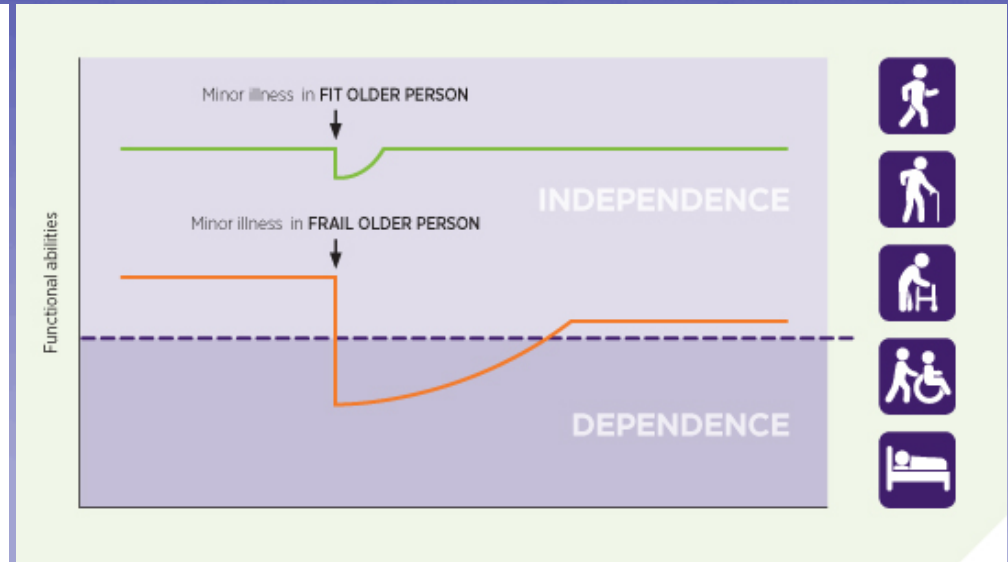 Minor illness in FIT OLDER PERSON
INDEPENDENCE
Minor illness in FRAIL OLDER PERSON
Functional abilities
DEPENDENCE